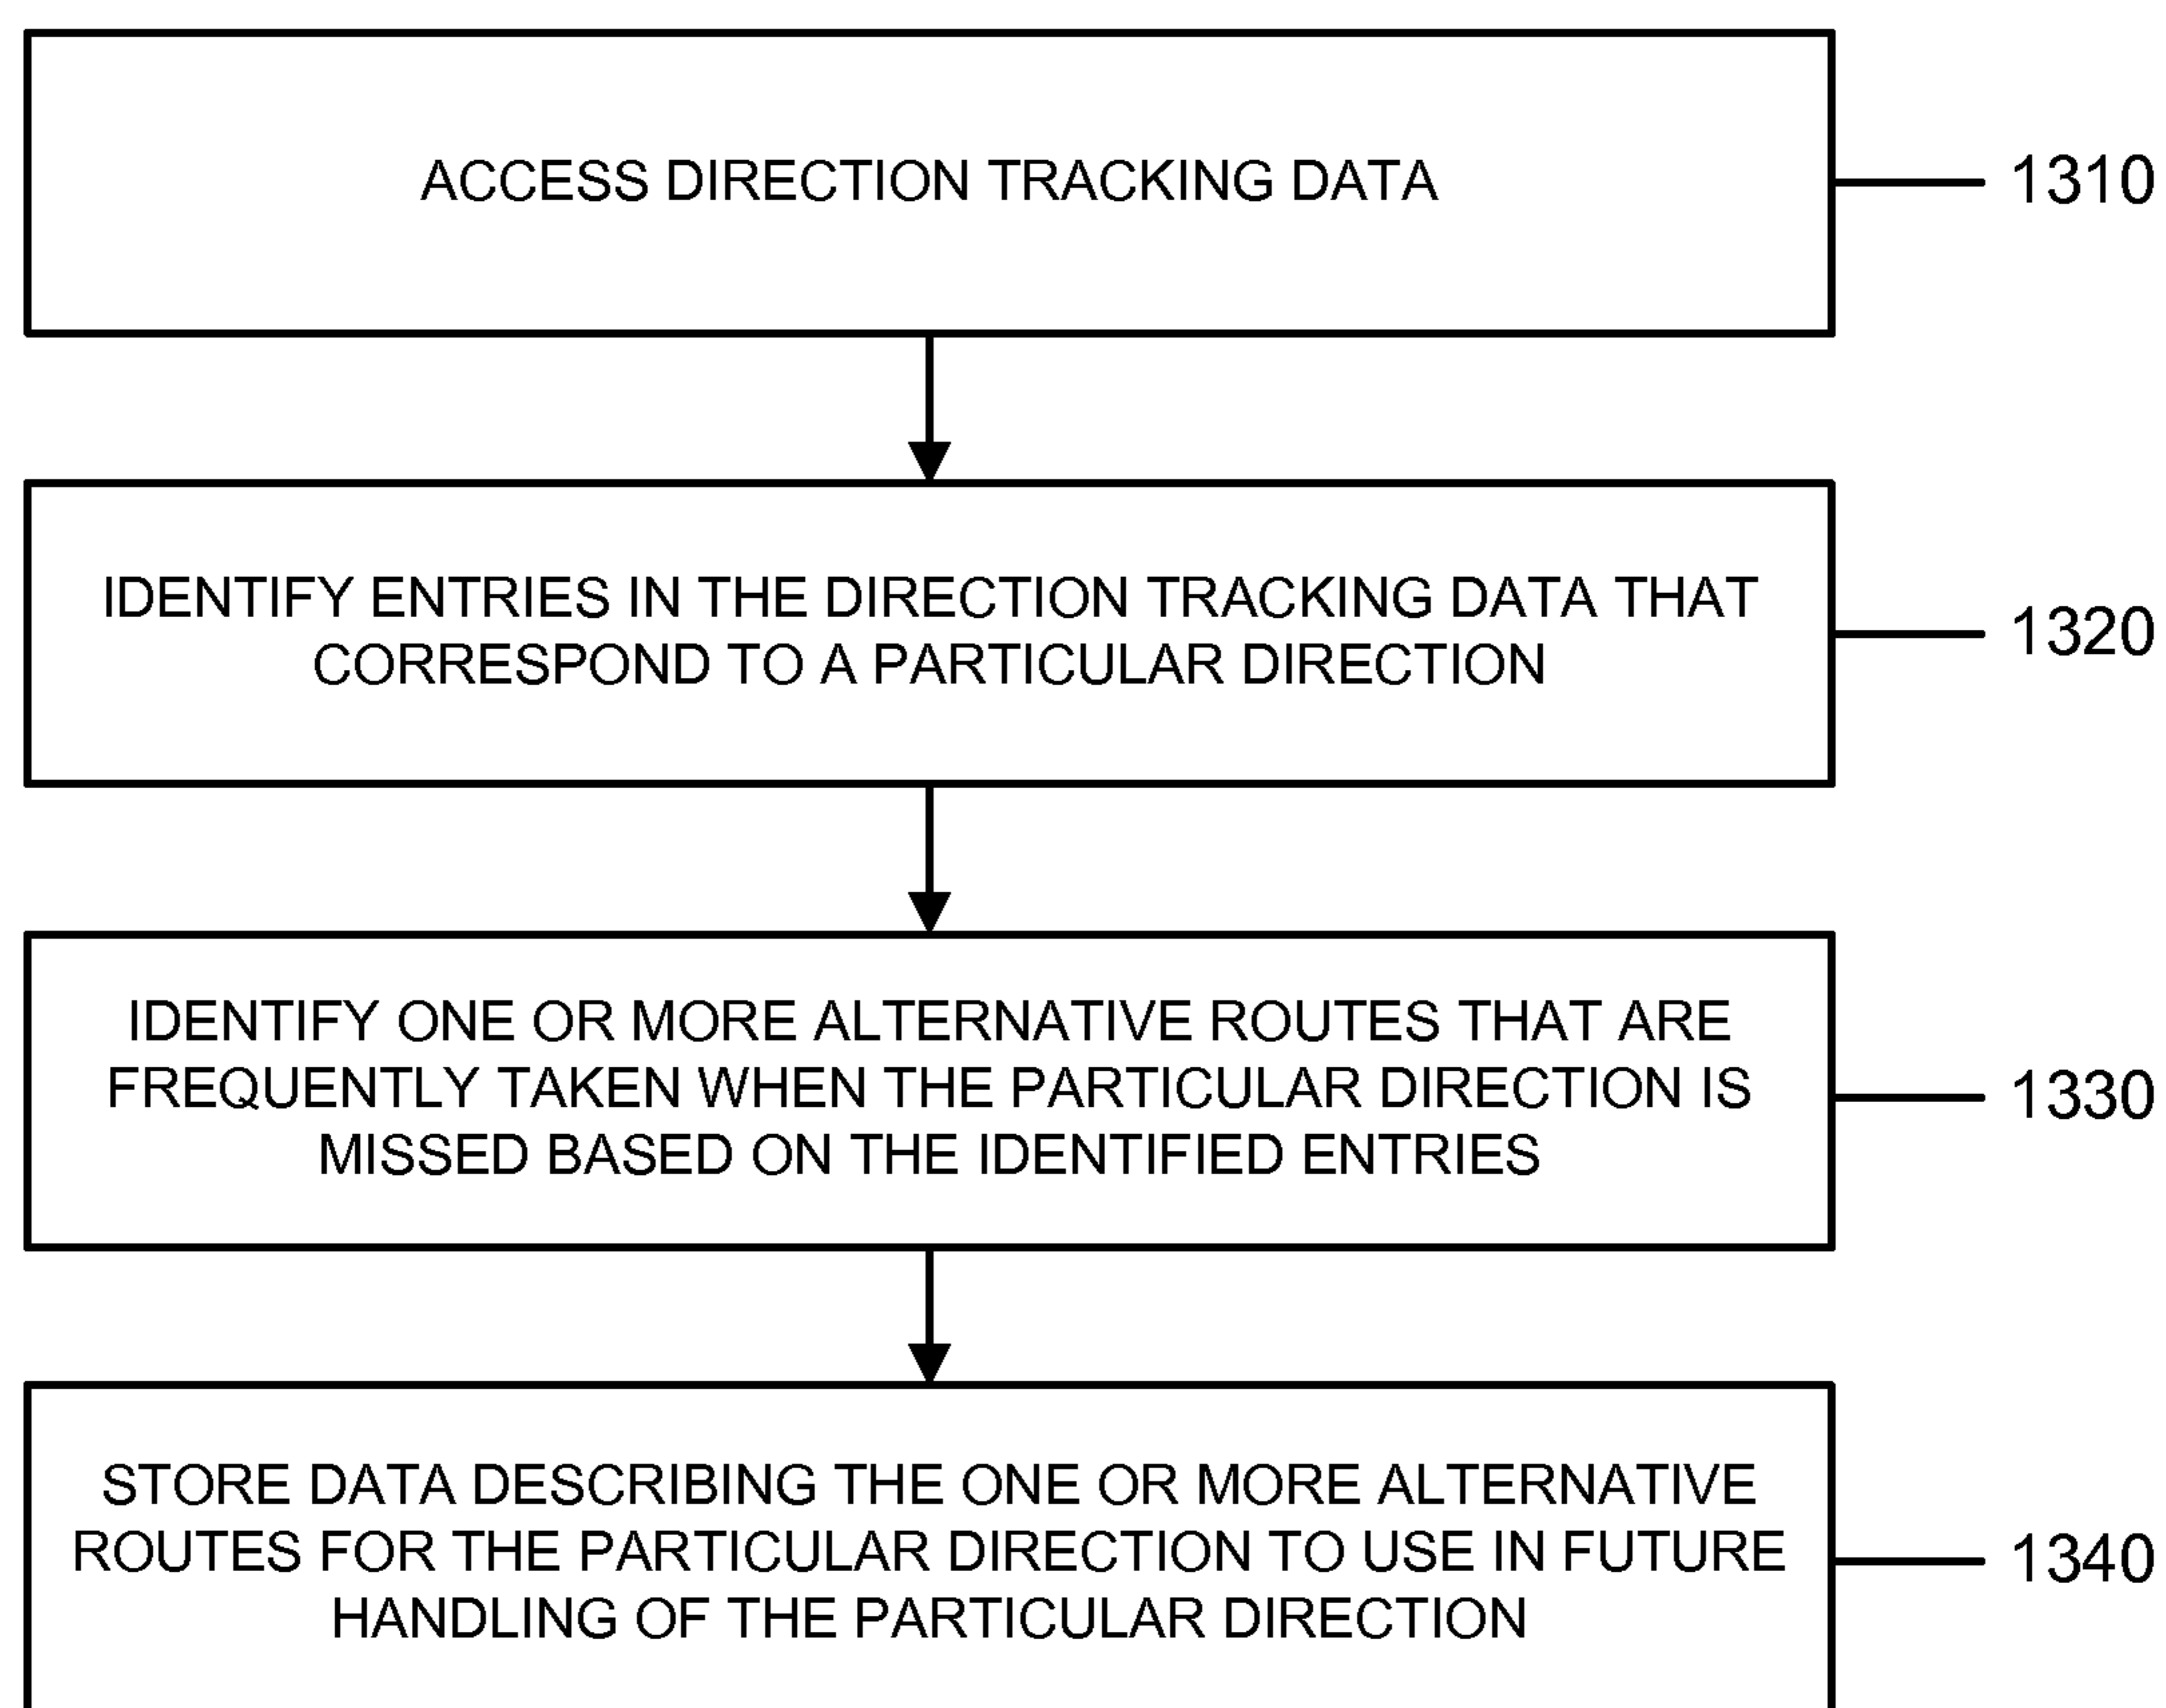 ACCESS DIRECTION TRACKING DATA
1310
IDENTIFY ENTRIES IN THE DIRECTION TRACKING DATA THAT
CORRESPOND TO A PARTICULAR DIRECTION
1320
IDENTIFY ONE OR MORE ALTERNATIVE ROUTES THAT ARE
FREQUENTLY TAKEN WHEN THE PARTICULAR DIRECTION IS
MISSED BASED ON THE IDENTIFIED ENTRIES
1330
STORE DATA DESCRIBING THE ONE OR MORE ALTERNATIVE
ROUTES FOR THE PARTICULAR DIRECTION TO USE IN FUTURE
HANDLING OF THE PARTICULAR DIRECTION
1340